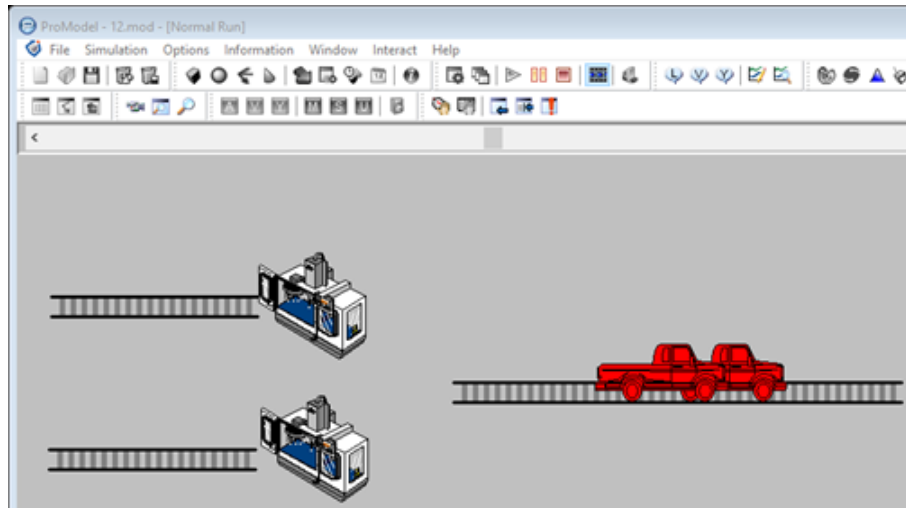 ProModel - 12.mod - [Normal Run]
File Simulation Options Information Window Interact Help